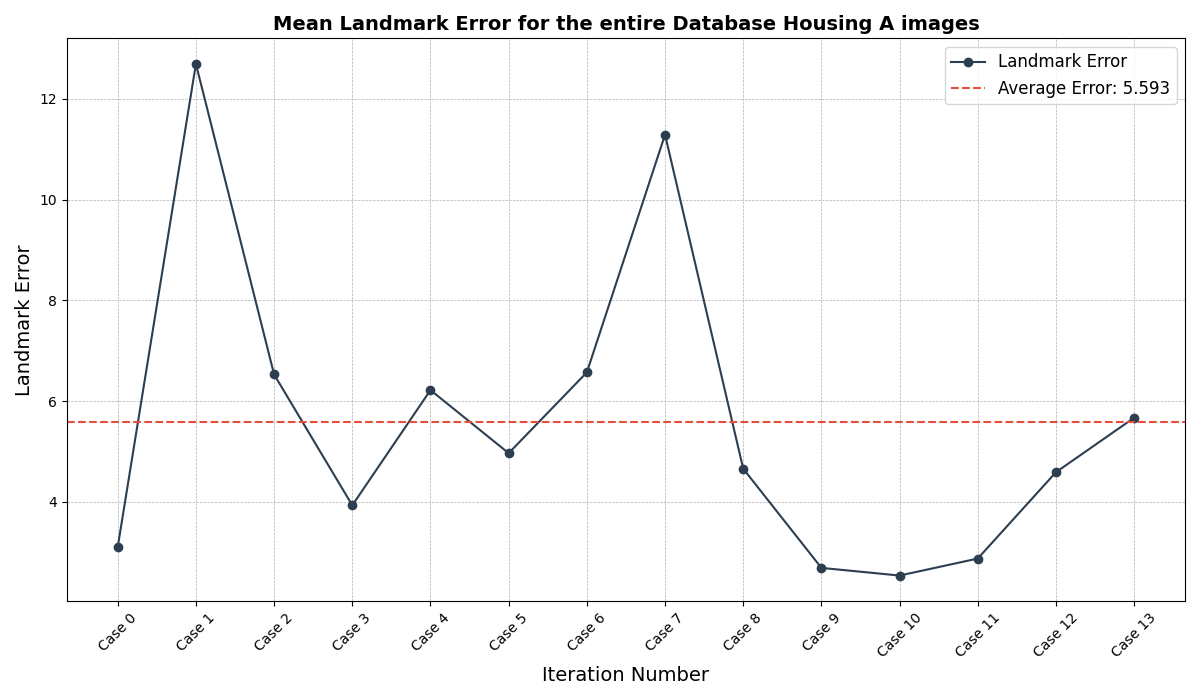 Mean Landmark Error for the entire Database Housing A images
Landmark Error
Average Error: 5.593
Landmark Error
12
10
8
6
4
Case 0
Case 1
Case 2
Case 3
Case 4
Case 5
Case 6
Case 7
Case 8
Case 9
Case 10
Case 11
Case 12
Case 13
Iteration Number